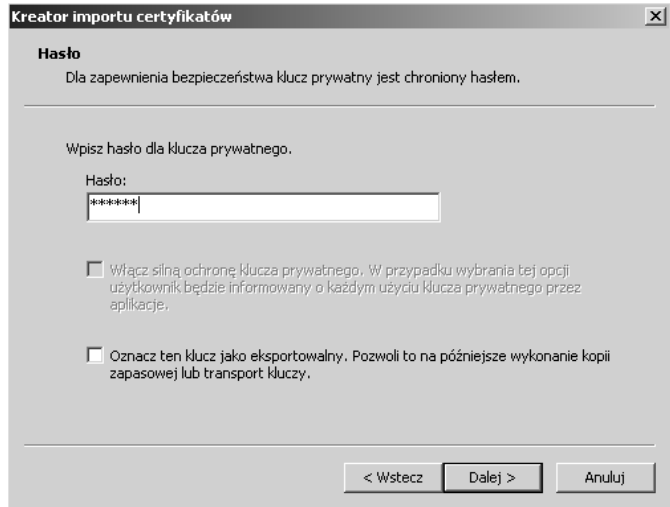 Kreator importu certyfikatów
Hasło
Dla zapewnienia bezpieczeństwa klucz prywatny jest chroniony hasłem.
Wpisz hasło dla klucza prywatnego.
Hasło:
******
Włącz silną ochronę klucza prywatnego. W przypadku wybrania tej opcji
użytkownik będzie informowany o każdym użyciu klucza prywatnego przez
aplikacje.
Oznacz ten klucz jako eksportowalny. Pozwoli to na późniejsze wykonanie kopii
zapasowej lub transport kluczy.
< Wstecz Dalej > Anuluj